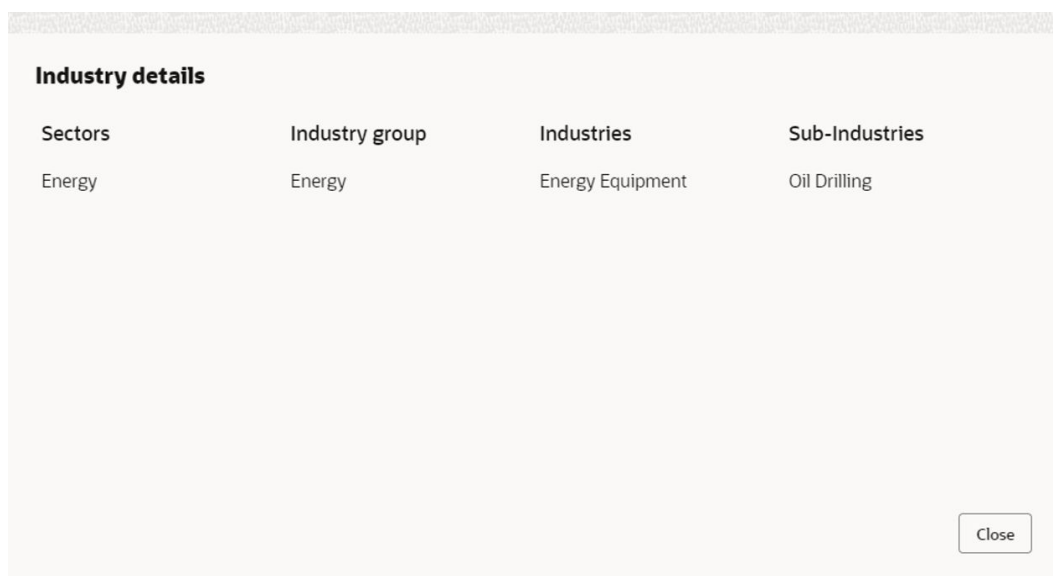 Industry details
Sectors Industry group Industries Sub-Industries
Energy Energy Energy Equipment Oil Drilling
Close